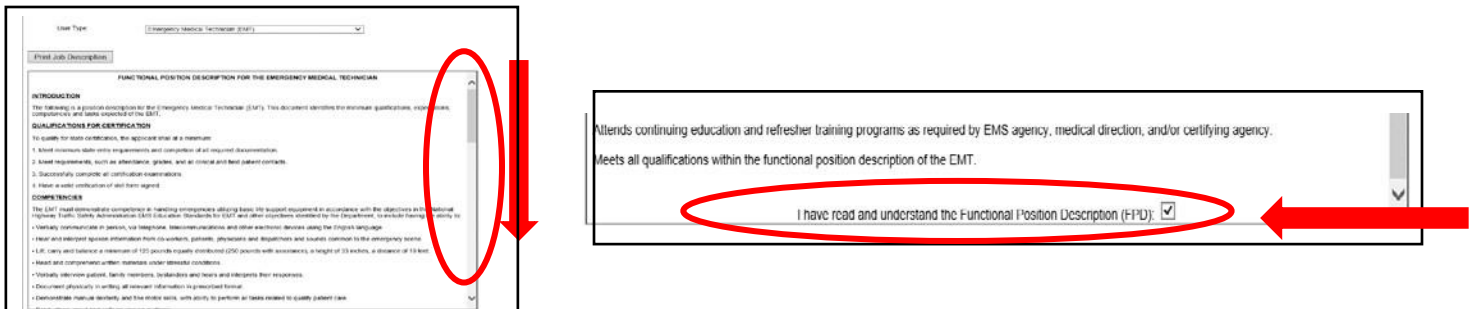 User Type:
Emergency Medical Technician (EMT)
Print Job Description
FUNCTIONAL POSITION DESCRIPTION FOR THE EMERGENCY MEDICAL TECHNICIAN
INTRODUCTION
The following is a position description for the Emergency Medical Technician (EMT). This document identifies the minimum qualifications, expectations,
competencies and tasks expected of the EMT.
QUALIFICATIONS FOR CERTIFICATION
To qualify for state certification, the applicant shall at a minimum:
1. Meet minimum state entry requirements and completion of all required documentation.
2. Meet requirements, such as attendance, grades, and all clinical and field patient contacts.
3. Successfully complete all certification examinations.
4. Have a valid verification of skill form signed.
COMPETENCIES
The EMT must demonstrate competence in handling emergencies utilizing basic life support equipment in accordance with the objectives in the National
Highway Traffic Safety Administration EMS Education Standards for EMT and other objectives identified by the Department, to include having the ability to
• Verbally communicate in person, via telephone, telecommunications and other electronic devices using the English language
• Hear and interpret spoken information from co-workers, patients, physicians and dispatchers and sounds common to the emergency scene
• Lift, carry and balance a minimum of 125 pounds equally distributed (250 pounds with assistance), a height of 33 inches, a distance of 10 feet
• Read and comprehend written materials under stressful conditions
• Verbally interview patient, family members, bystanders and hears and interprets their responses.
• Document physically in writing all relevant information in prescribed format
• Demonstrate manual dexterity and fine motor skills, with ability to perform all tasks related to quality patient care
Attends continuing education and refresher training programs as required by EMS agency, medical direction, and/or certifying agency.
Meets all qualifications within the functional position description of the EMT.
I have read and understand the Functional Position Description (FPD):